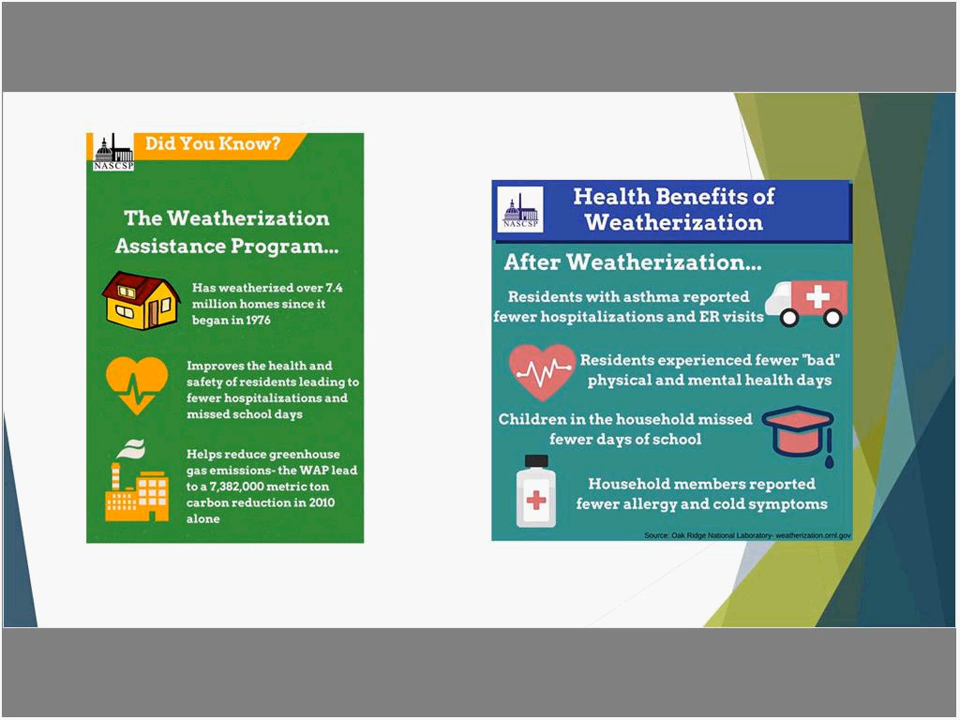 NASCSP
Did You Know?
The Weatherization
Assistance Program...
Has weatherized over 7.4
million homes since it
began in 1976
Improves the health and
safety of residents leading to
fewer hospitalizations and
missed school days
Helps reduce greenhouse
gas emissions- the WAP lead
to a 7,382,000 metric ton
carbon reduction in 2010
alone
NASCSP
Health Benefits of
Weatherization
After Weatherization...
Residents with asthma reported
fewer hospitalizations and ER visits
Residents experienced fewer "bad"
physical and mental health days
Children in the household missed
fewer days of school
Household members reported
fewer allergy and cold symptoms
Source: Oak Ridge National Laboratory- weatherization.ornl.gov